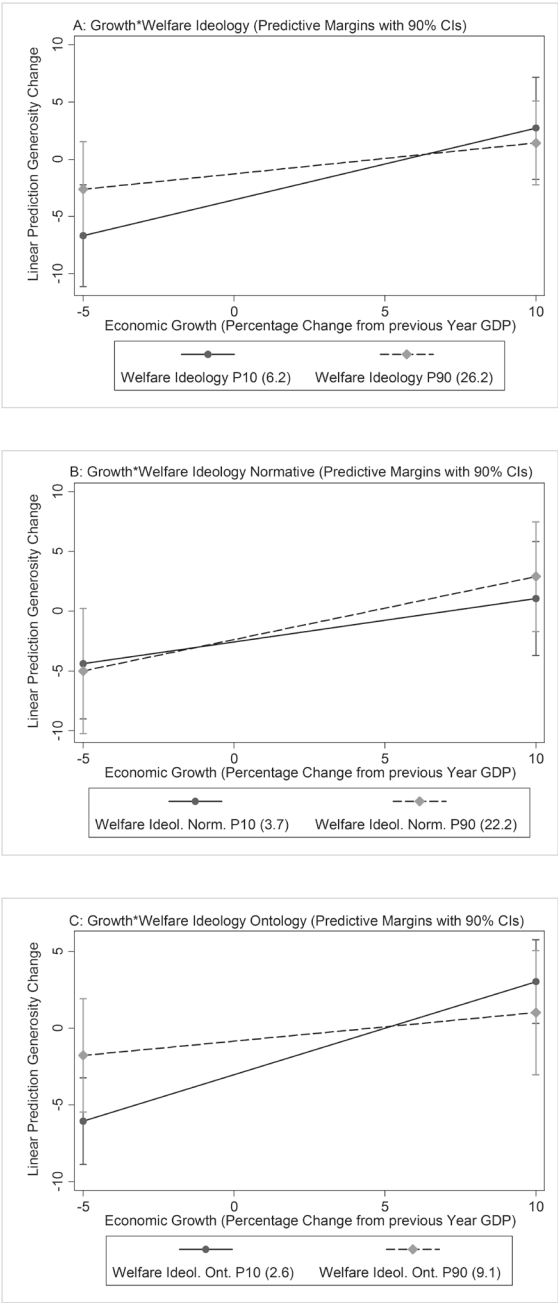 A: Growth*Welfare Ideology (Predictive Margins with 90% CIs)
Linear Prediction Generosity Change
10
5
0
-5
-10
-5
0
5
10
Economic Growth (Percentage Change from previous Year GDP)
Welfare Ideology P10 (6.2)
Welfare Ideology P90 (26.2)
B: Growth*Welfare Ideology Normative (Predictive Margins with 90% CIs)
Linear Prediction Generosity Change
10
5
0
-5
-10
-5
0
5
10
Economic Growth (Percentage Change from previous Year GDP)
Welfare Ideol. Norm. P10 (3.7)
Welfare Ideol. Norm. P90 (22.2)
C: Growth*Welfare Ideology Ontology (Predictive Margins with 90% CIs)
Linear Prediction Generosity Change
5
0
-5
-10
-5
0
5
10
Economic Growth (Percentage Change from previous Year GDP)
Welfare Ideol. Ont. P10 (2.6)
Welfare Ideol. Ont. P90 (9.1)